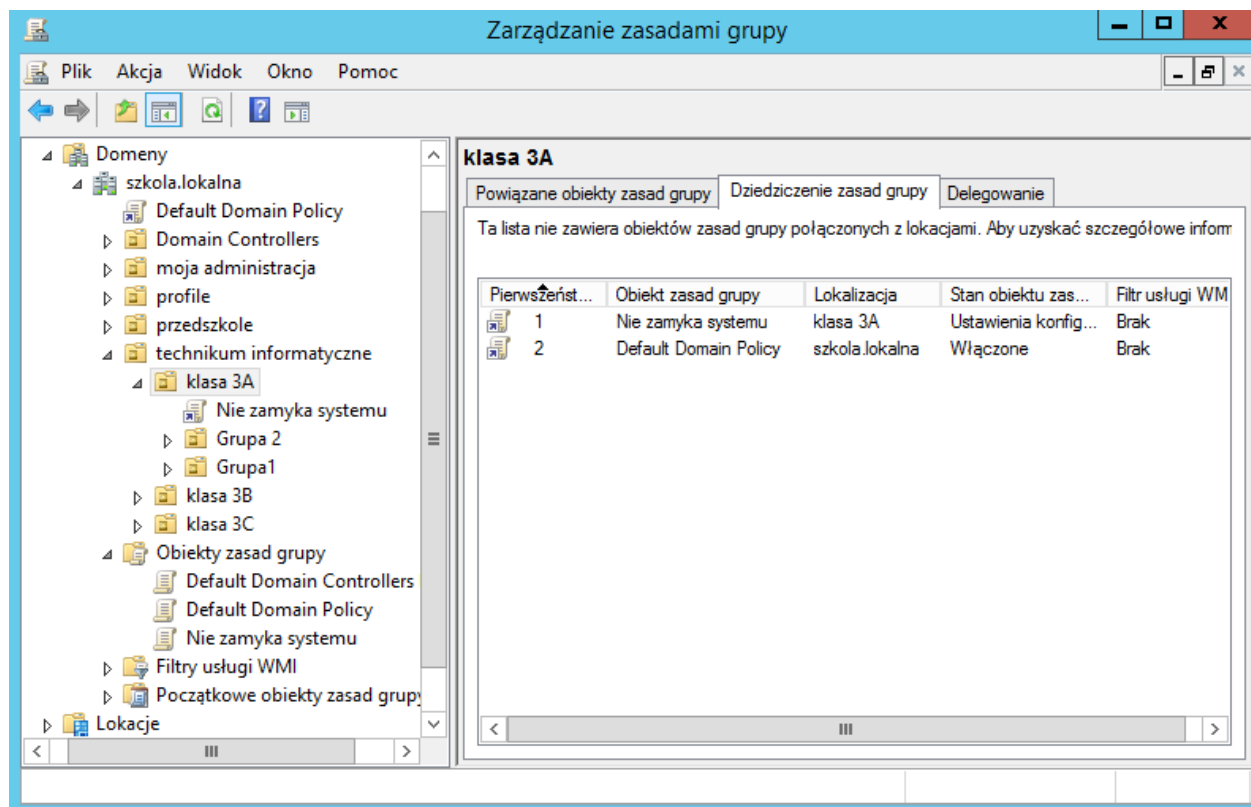 Zarządzanie zasadami grupy
Plik Akcja Widok Okno Pomoc
Domeny
szkola.lokalna
Default Domain Policy
Domain Controllers
moja administracja
profile
przedszkole
technikum informatyczne
klasa 3A
Nie zamyka systemu
Grupa 2
Grupa1
klasa 3B
klasa 3C
Obiekty zasad grupy
Default Domain Controllers
Default Domain Policy
Nie zamyka systemu
Filtry usługi WMI
Początkowe obiekty zasad grupy
Lokacje
klasa 3A
Powiązane obiekty zasad grupy Dziedziczenie zasad grupy Delegowanie
Ta lista nie zawiera obiektów zasad grupy połączonych z lokacjami. Aby uzyskać szczegółowe inform
Pierwszeńst... Obiekt zasad grupy Lokalizacja Stan obiektu zas... Filtr usługi WM
1 Nie zamyka systemu klasa 3A Ustawienia konfig... Brak
2 Default Domain Policy szkola.lokalna Włączone Brak